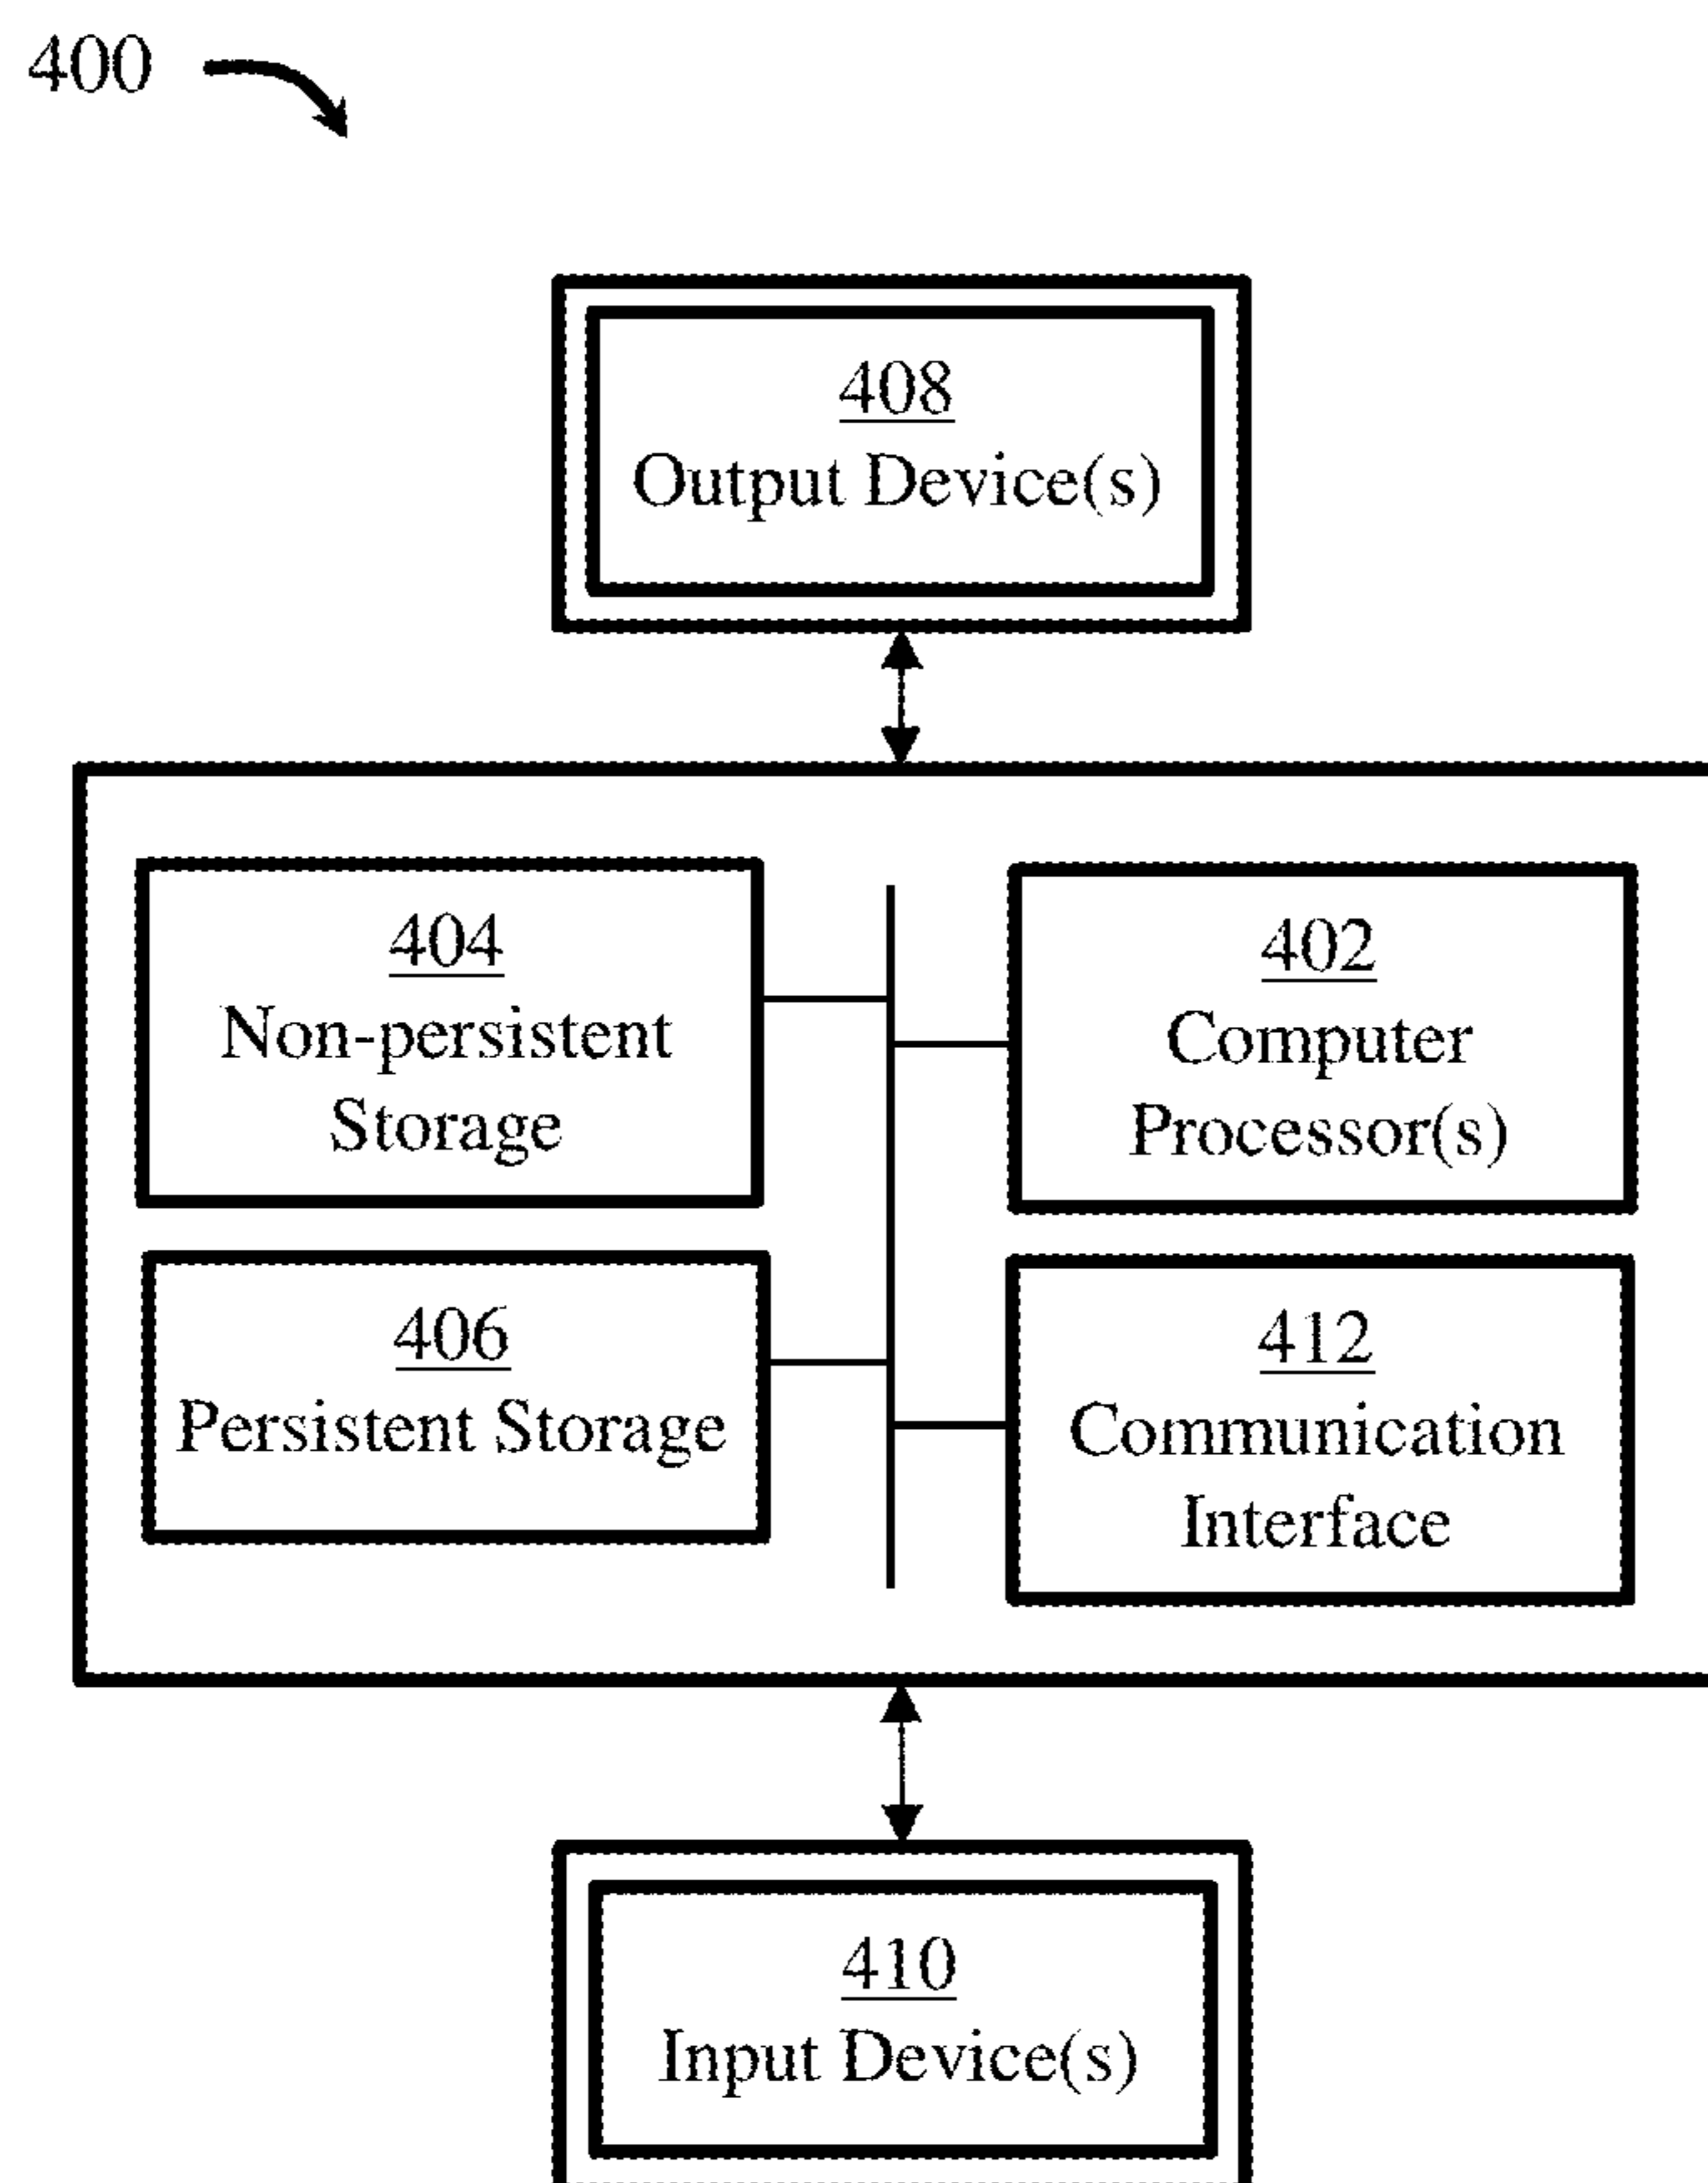 400
408
Output Device(s)
404
Non-persistent
Storage
402
Computer
Processor(s)
406
Persistent Storage
412
Communication
Interface
410
Input Device(s)